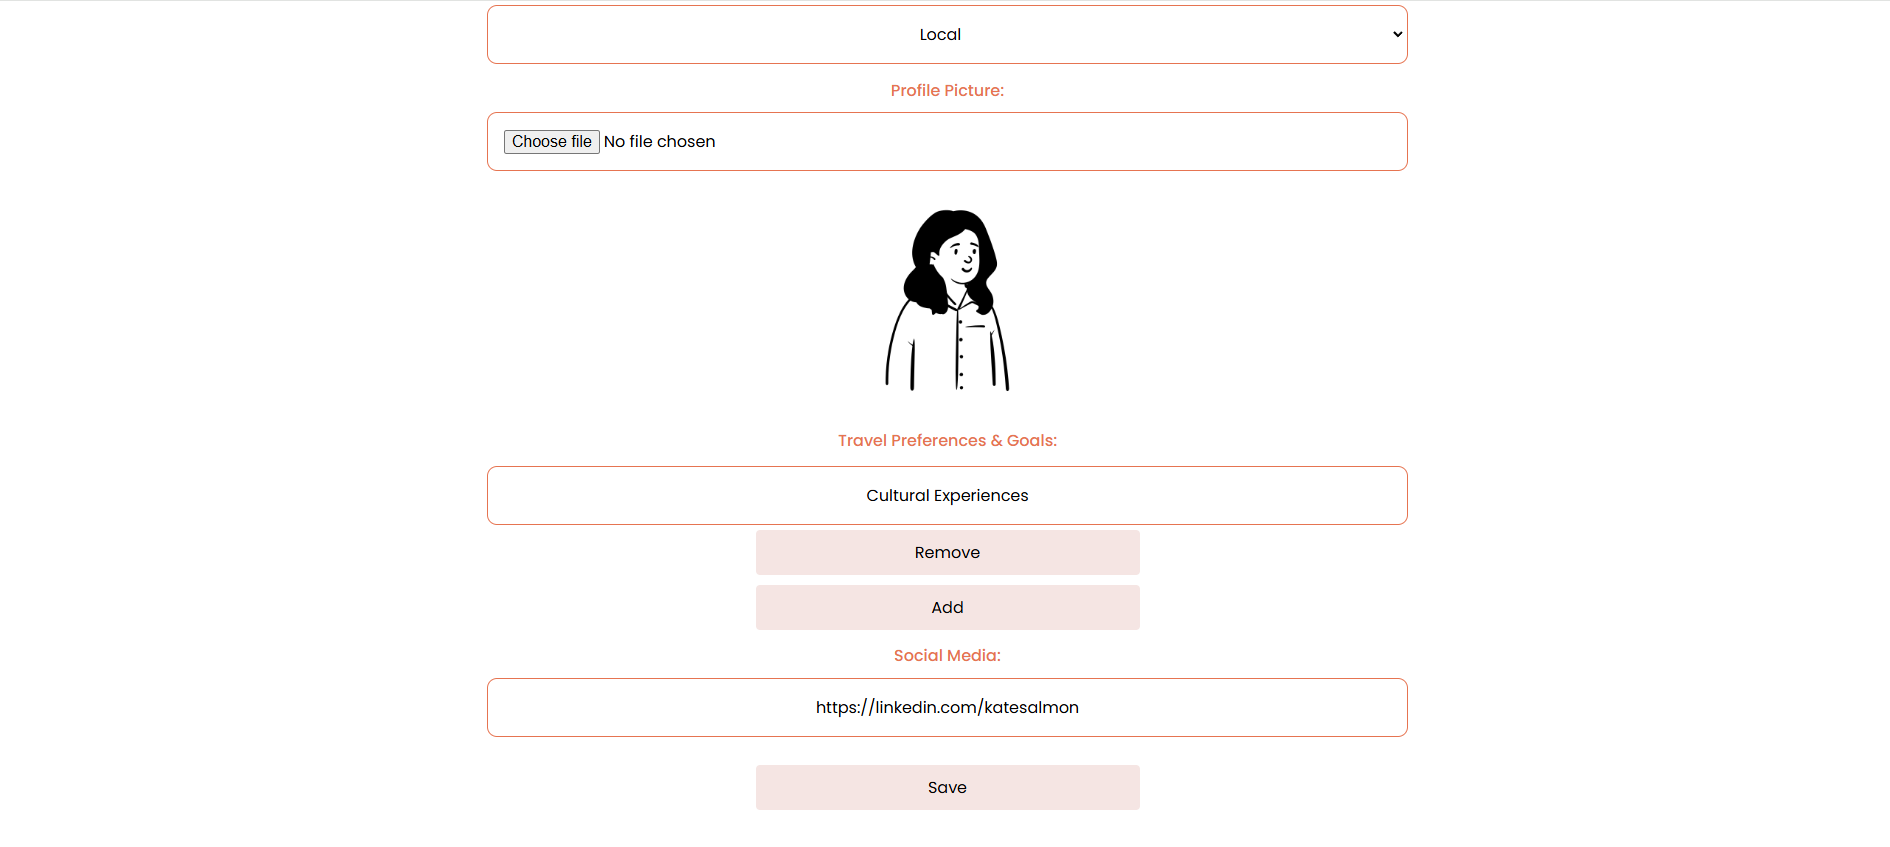 Local
Profile Picture:
Choose file No file chosen
Travel Preferences & Goals:
Cultural Experiences
Remove
Add
Social Media:
https://linkedin.com/katesalmon
Save